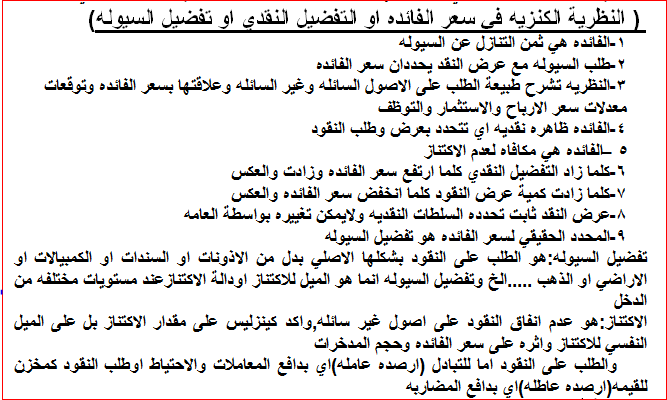 ( النظرية الكنزيه في سعر الفائده او التفضيل النقدي او تفضيل السيوله)
١-الفائده هي ثمن التنازل عن السيوله
٢-طلب السيوله مع عرض النقد يحددان سعر الفائده
٣-النظريه تشرح طبيعة الطلب على الاصول السائله وغير السائله وعلاقتها بسعر الفائده وتوقعات
معدلات سعر الارباح والاستثمار والتوظف
٤-الفائده ظاهره نقديه اي تتحدد بعرض وطلب النقود
٥ –الفائده هي مكافاه لعدم الاكتناز
٦-كلما زاد التفضيل النقدي كلما ارتفع سعر الفائده وزادت والعكس
٧-كلما زادت كمية عرض النقود كلما انخفض سعر الفائده والعكس
٨-عرض النقد ثابت تحدده السلطات النقديه ولايمكن تغييره بواسطة العامه
٩-المحدد الحقيقي لسعر الفائده هو تفضيل السيوله
تفضيل السيوله:هو الطلب على النقود بشكلها الاصلي بدل من الاذونات او السندات او الكمبيالات او
الاراضي او الذهب .....الخ وتفضيل السيوله انما هو الميل للاكتناز اودالة الاكتنازعند مستويات مختلفه من
الدخل
الاكتناز:هو عدم انفاق النقود على اصول غير سائله,واكد كينزليس على مقدار الاكتناز بل على الميل
النفسي للاكتناز واثره على سعر الفائده وحجم المدخرات
والطلب على النقود اما للتبادل (ارصده عامله)اي بدافع المعاملات والاحتياط اوطلب النقود كمخزن
للقيمه(ارصده عاطله)اي بدافع المضاربه